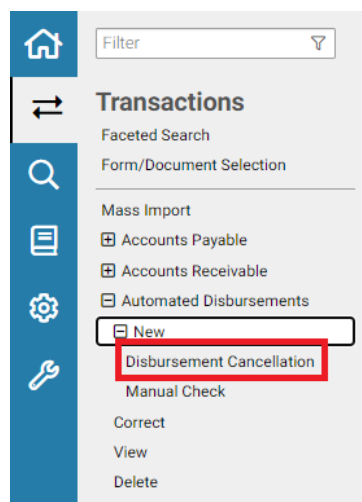 Filter
Transactions
Faceted Search
Form/Document Selection
Mass Import
Accounts Payable
Accounts Receivable
Automated Disbursements
New
Disbursement Cancellation
Manual Check
Correct
View
Delete